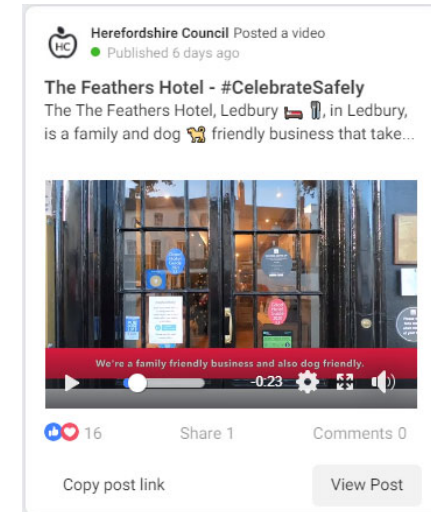 HC
Herefordshire Council Posted a video
Published 6 days ago
The Feathers Hotel - #CelebrateSafely
The The Feathers Hotel, Ledbury 🛏️ 🍴, in Ledbury,
is a family and dog 🐕 friendly business that take...
We're a family friendly business and also dog friendly.
-0:23
16
Share 1
Comments 0
Copy post link
View Post